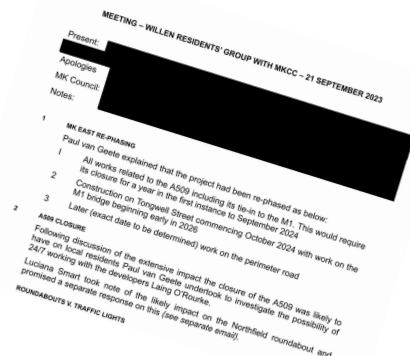 MEETING – WILLEN RESIDENTS' GROUP WITH MKCC – 21 SEPTEMBER 2023
Present:
Apologies
MK Council:
Notes:
1 MK EAST RE-PHASING
Paul van Geete explained that the project had been re-phased as below:
I All works related to the A509 including its tie-in to the M1. This would require
its closure for a year in the first instance to September 2024
2 Construction on Tongwell Street commencing October 2024 with work on the
M1 bridge beginning early in 2026
3 Later (exact date to be determined) work on the perimeter road
2 A509 CLOSURE
Following discussion of the extensive impact the closure of the A509 was likely to
have on local residents Paul van Geete undertook to investigate the possibility of
24/7 working with the developers Laing O'Rourke.
Luciana Smart took note of the likely impact on the Northfield roundabout and
promised a separate response on this (see separate email).
ROUNDABOUTS V. TRAFFIC LIGHTS